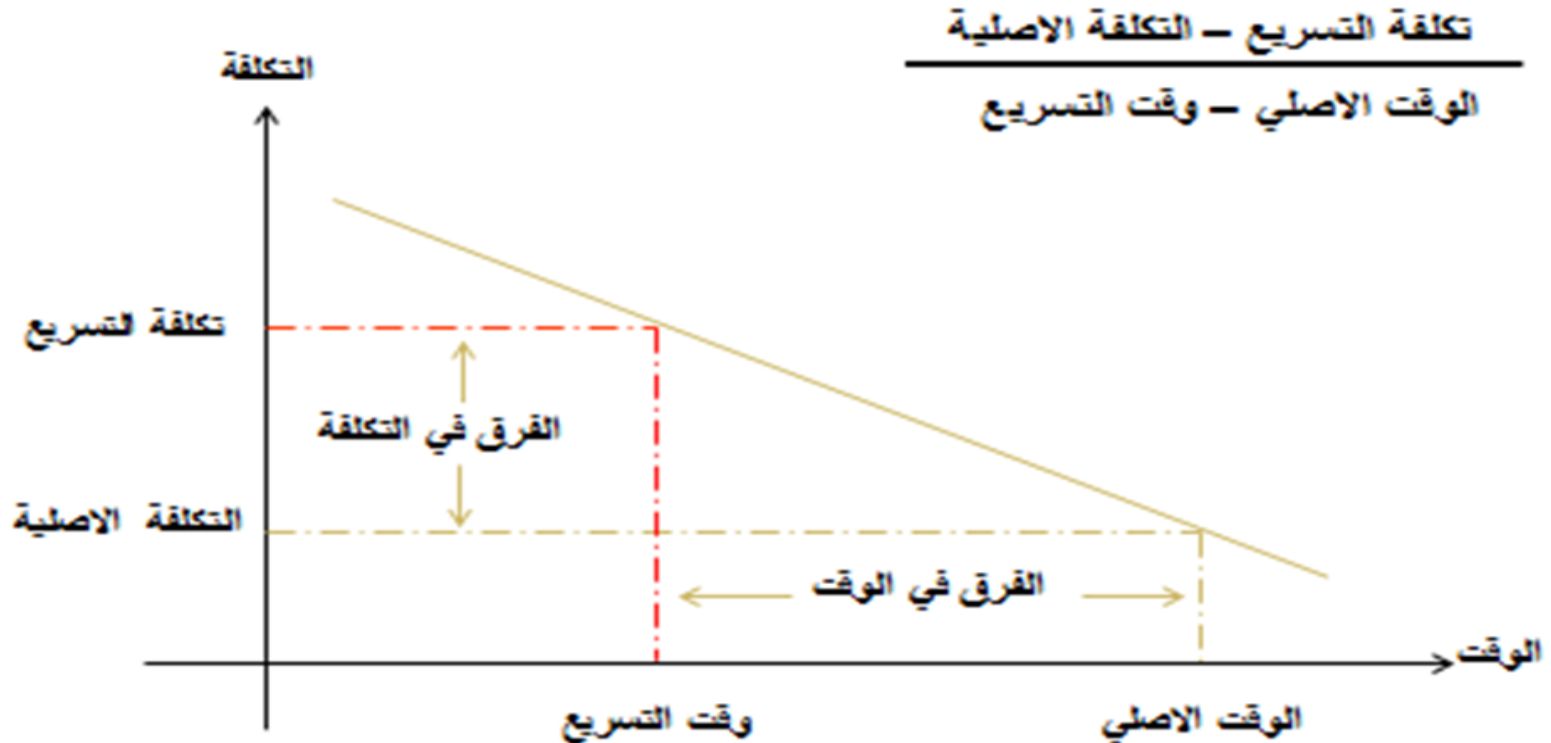 تكلفة التسريع – التكلفة الاصلية
الوقت الاصلي – وقت التسريع
التكلفة
تكلفة التسريع
الفرق في التكلفة
التكلفة الاصلية
الفرق في الوقت
الوقت
وقت التسريع
الوقت الاصلي